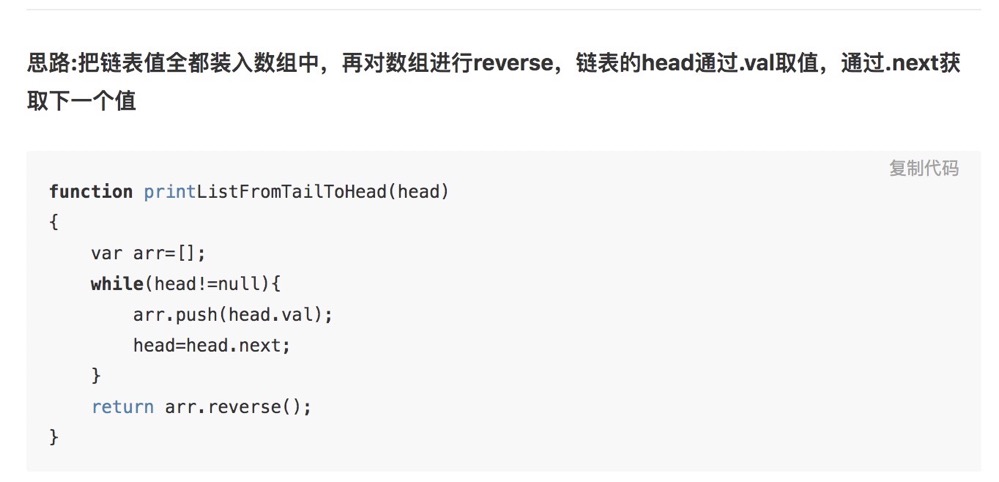 思路:把链表值全都装入数组中，再对数组进行reverse，链表的head通过.val取值，通过.next获
取下一个值
复制代码
function printListFromTailToHead(head)
{
    var arr=[];
    while(head!=null){
        arr.push(head.val);
        head=head.next;
    }
    return arr.reverse();
}